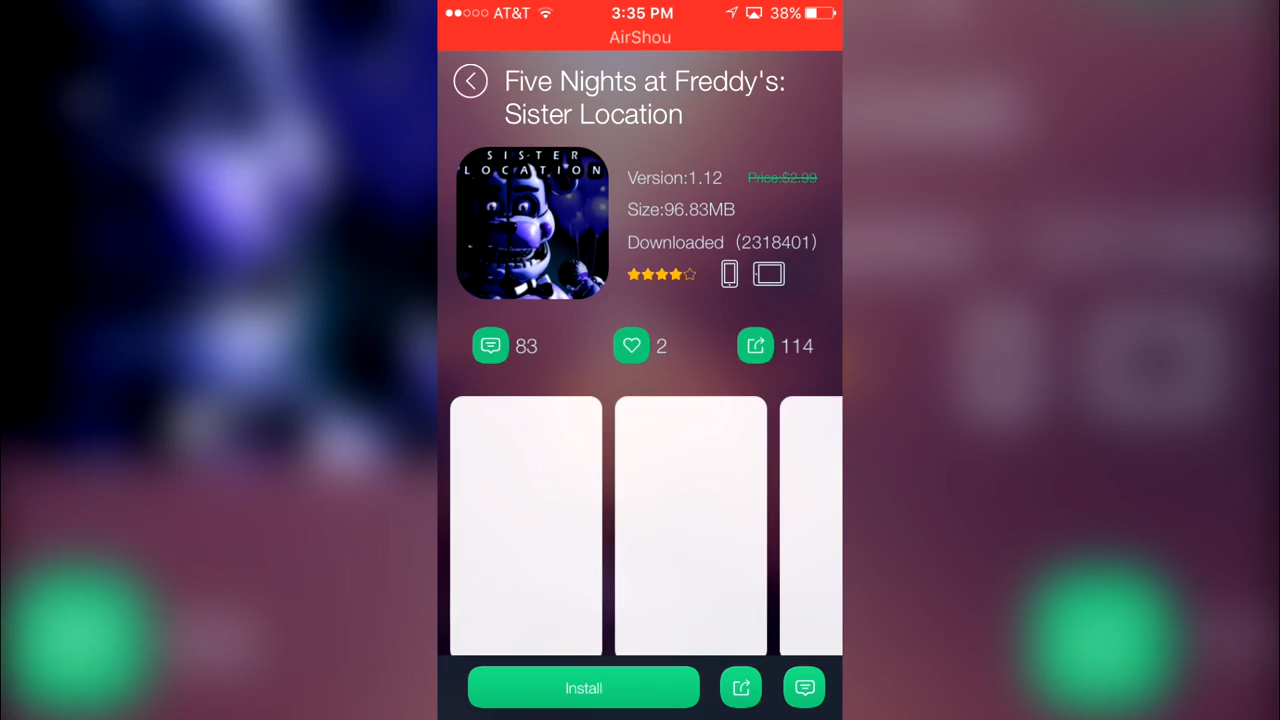 AT&T 3:35 PM 38%
AirShou
Five Nights at Freddy's:
Sister Location
SISTER
LOCATION
Version:1.12 Price:$2.99
Size:96.83MB
Downloaded (2318401)
83 2 114
Install